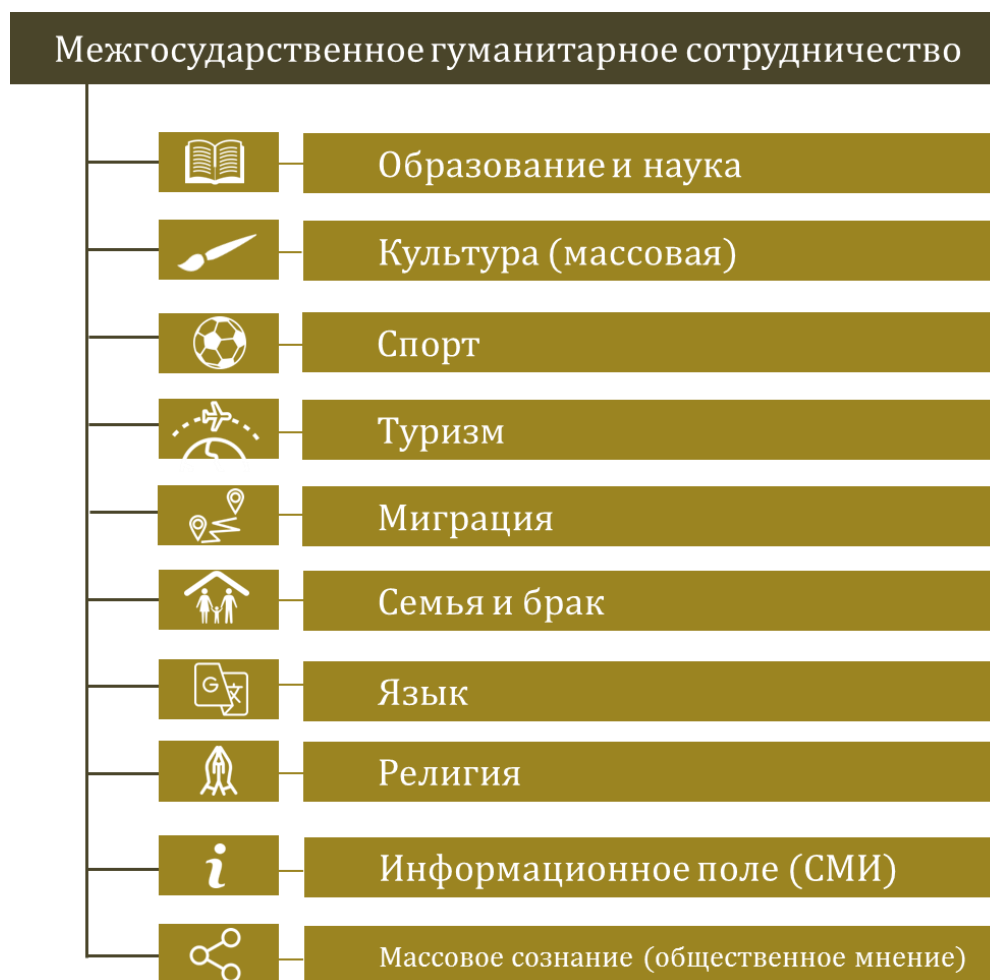 Межгосударственное гуманитарное сотрудничество
Образование и наука
Культура (массовая)
Спорт
Туризм
Миграция
Семья и брак
G 文
Язык
Религия
i
Информационное поле (СМИ)
Массовое сознание (общественное мнение)